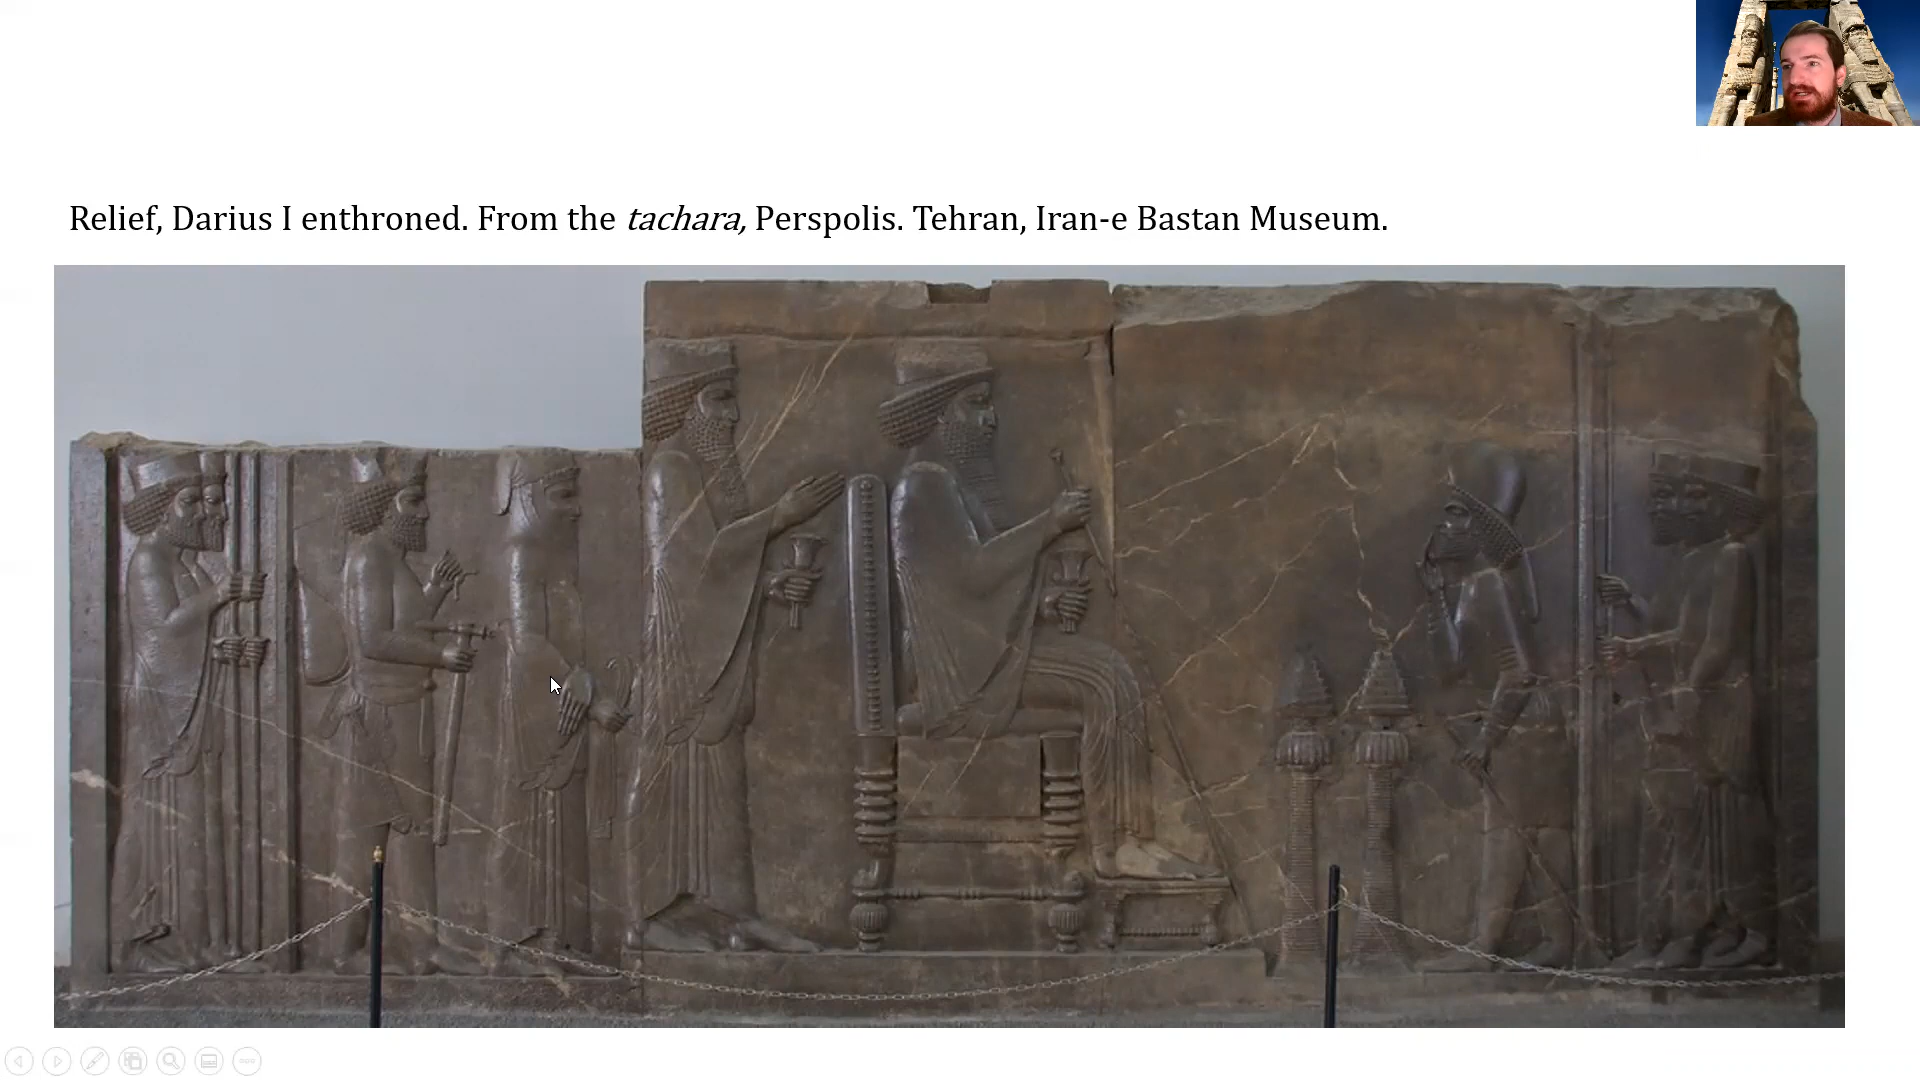 Relief, Darius I enthroned. From the tachara, Perspolis. Tehran, Iran-e Bastan Museum.